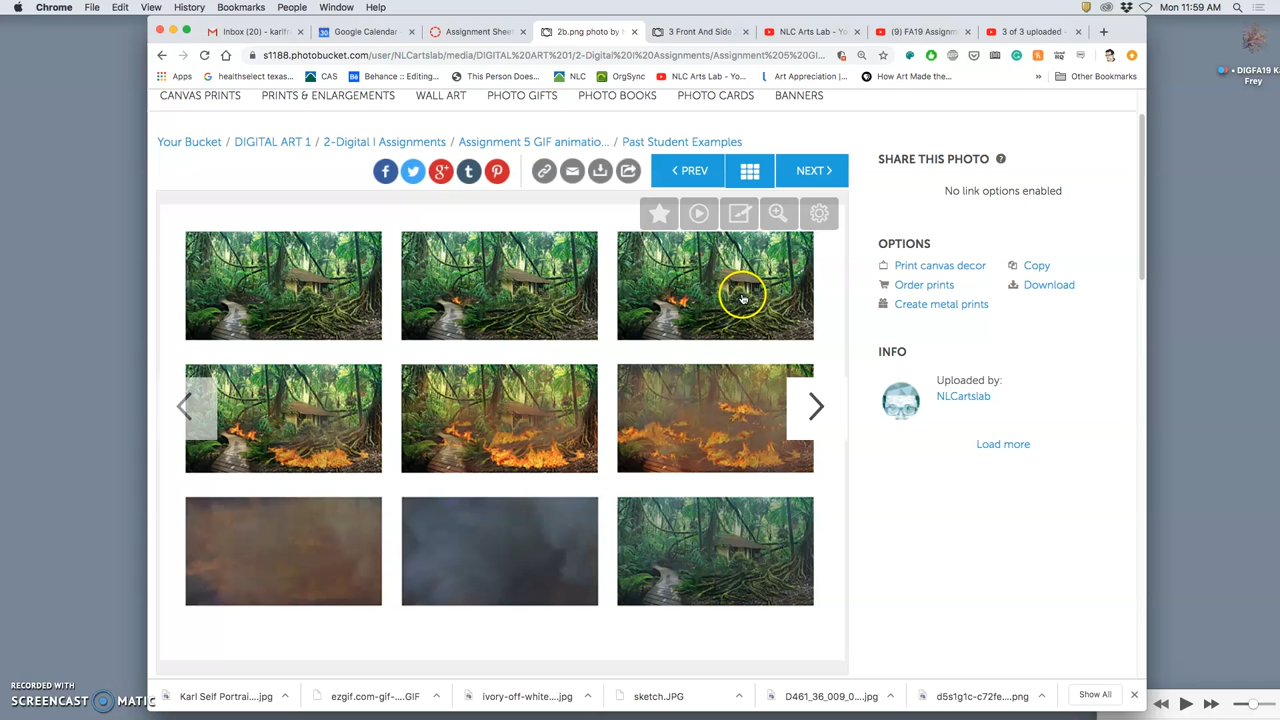 Chrome File Edit View History Bookmarks People Window Help Mon 11:59 AM
Inbox (20) - karlfr
Google Calendar
Assignment Sheet
2b.png photo by N
3 Front And Side
NLC Arts Lab - Yo
(9) FA19 Assignm
3 of 3 uploaded -
s1188.photobucket.com/user/NLCartslab/media/DIGITAL%20ART%201/2-Digital%20I%20Assignments/Assignment%205%20GI...
Apps healthselect texas... CAS Behance :: Editing... This Person Does... NLC OrgSync NLC Arts Lab - Yo... Art Appreciation |... How Art Made the... » Other Bookmarks
• DIGFA19 K
Frey
CANVAS PRINTS PRINTS & ENLARGEMENTS WALL ART PHOTO GIFTS PHOTO BOOKS PHOTO CARDS BANNERS
Your Bucket / DIGITAL ART 1 / 2-Digital I Assignments / Assignment 5 GIF animatio... / Past Student Examples
PREV
NEXT
SHARE THIS PHOTO
No link options enabled
OPTIONS
Print canvas decor Copy
Order prints Download
Create metal prints
INFO
Uploaded by:
NLCartslab
Load more
RECORDED WITH
SCREENCAST MATIC
Karl Self Portrai....jpg
ezgif.com-gif-....GIF
ivory-off-white....jpg
sketch.JPG
D461_36_009_0....jpg
d5s1g1c-c72fe....png
Show All